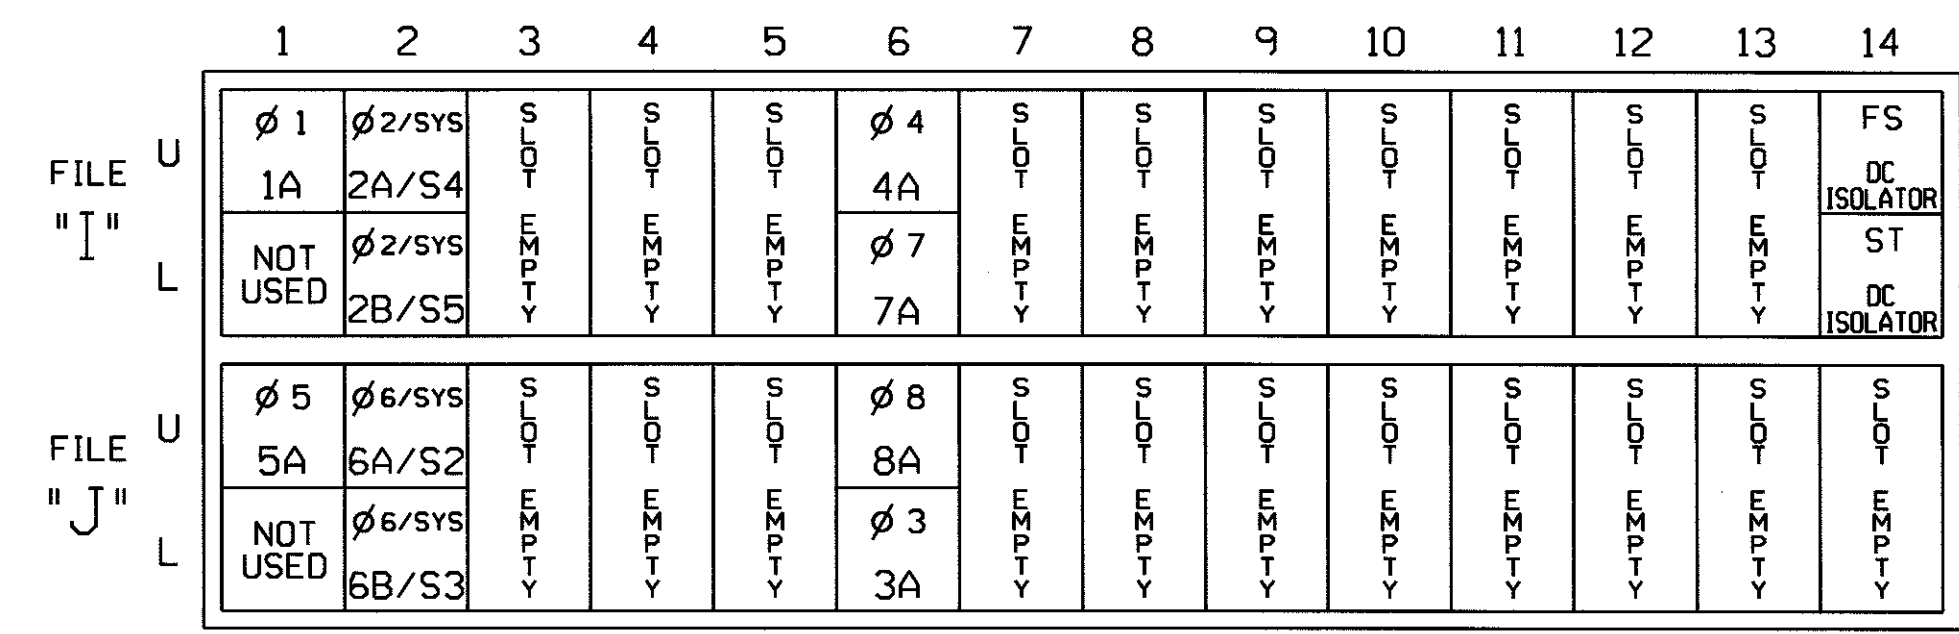 1 2 3 4 5 6 7 8 9 10 11 12 13 14
FILE "I"
U
L
Ø 1
1A
NOT USED
Ø2/SYS
2A/S4
Ø2/SYS
2B/S5
SLOT EMPTY
SLOT EMPTY
SLOT EMPTY
Ø 4
4A
Ø 7
7A
SLOT EMPTY
SLOT EMPTY
SLOT EMPTY
SLOT EMPTY
SLOT EMPTY
SLOT EMPTY
SLOT EMPTY
FS
DC
ISOLATOR
ST
DC
ISOLATOR
FILE "J"
U
L
Ø 5
5A
NOT USED
Ø6/SYS
6A/S2
Ø6/SYS
6B/S3
SLOT EMPTY
SLOT EMPTY
SLOT EMPTY
Ø 8
8A
Ø 3
3A
SLOT EMPTY
SLOT EMPTY
SLOT EMPTY
SLOT EMPTY
SLOT EMPTY
SLOT EMPTY
SLOT EMPTY
SLOT EMPTY